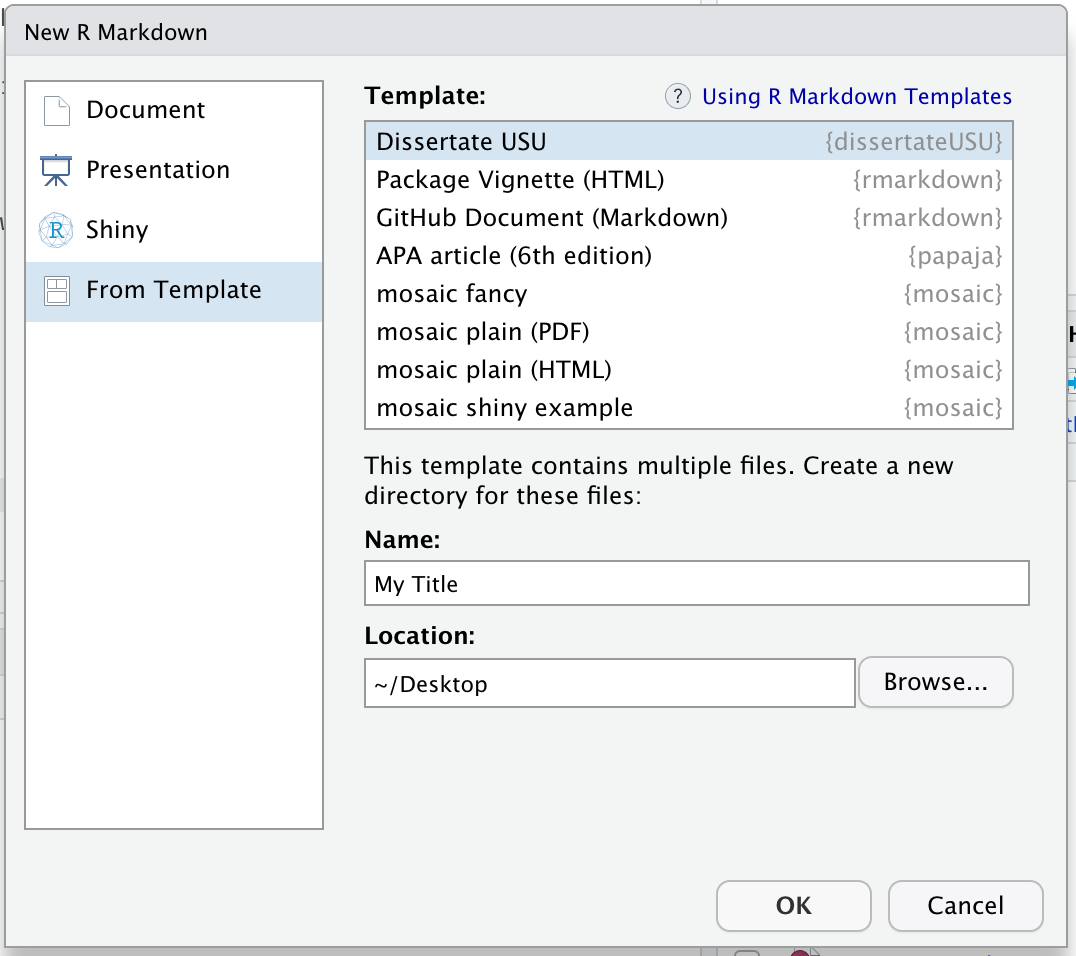 New R Markdown
Document
Presentation
R Shiny
From Template
Template:
? Using R Markdown Templates
Dissertate USU {dissertateUSU}
Package Vignette (HTML) {rmarkdown}
GitHub Document (Markdown) {rmarkdown}
APA article (6th edition) {papaja}
mosaic fancy {mosaic}
mosaic plain (PDF) {mosaic}
mosaic plain (HTML) {mosaic}
mosaic shiny example {mosaic}
This template contains multiple files. Create a new
directory for these files:
Name:
My Title
Location:
~/Desktop
Browse...
OK
Cancel